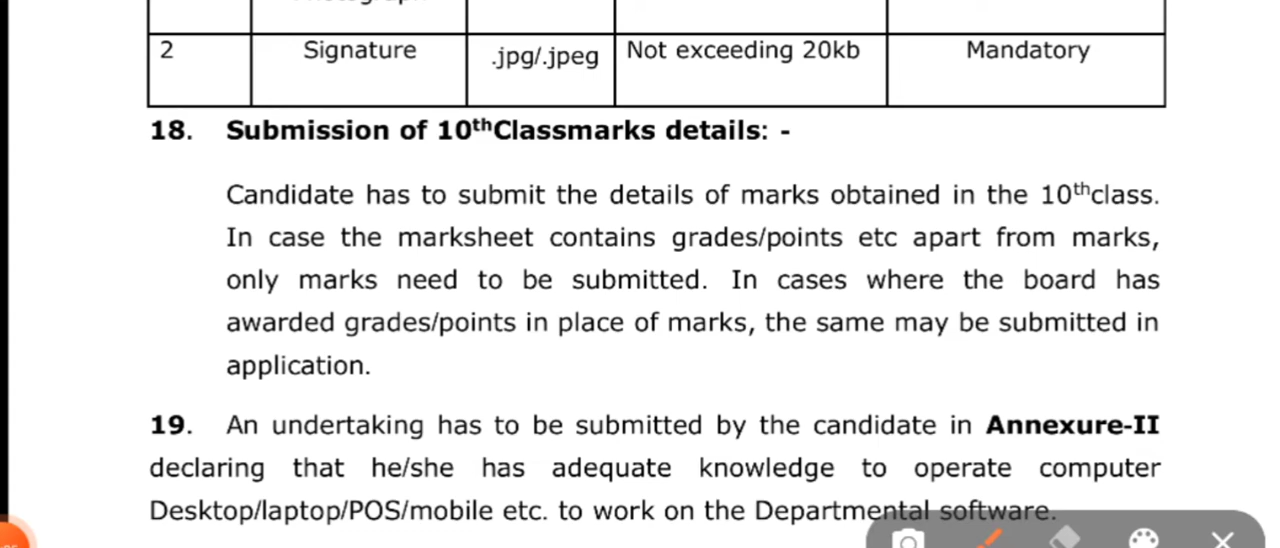 2 Signature .jpg/.jpeg Not exceeding 20kb Mandatory
18. Submission of 10thClassmarks details: -
Candidate has to submit the details of marks obtained in the 10thclass.
In case the marksheet contains grades/points etc apart from marks,
only marks need to be submitted. In cases where the board has
awarded grades/points in place of marks, the same may be submitted in
application.
19. An undertaking has to be submitted by the candidate in Annexure-II
declaring that he/she has adequate knowledge to operate computer
Desktop/laptop/POS/mobile etc. to work on the Departmental software.